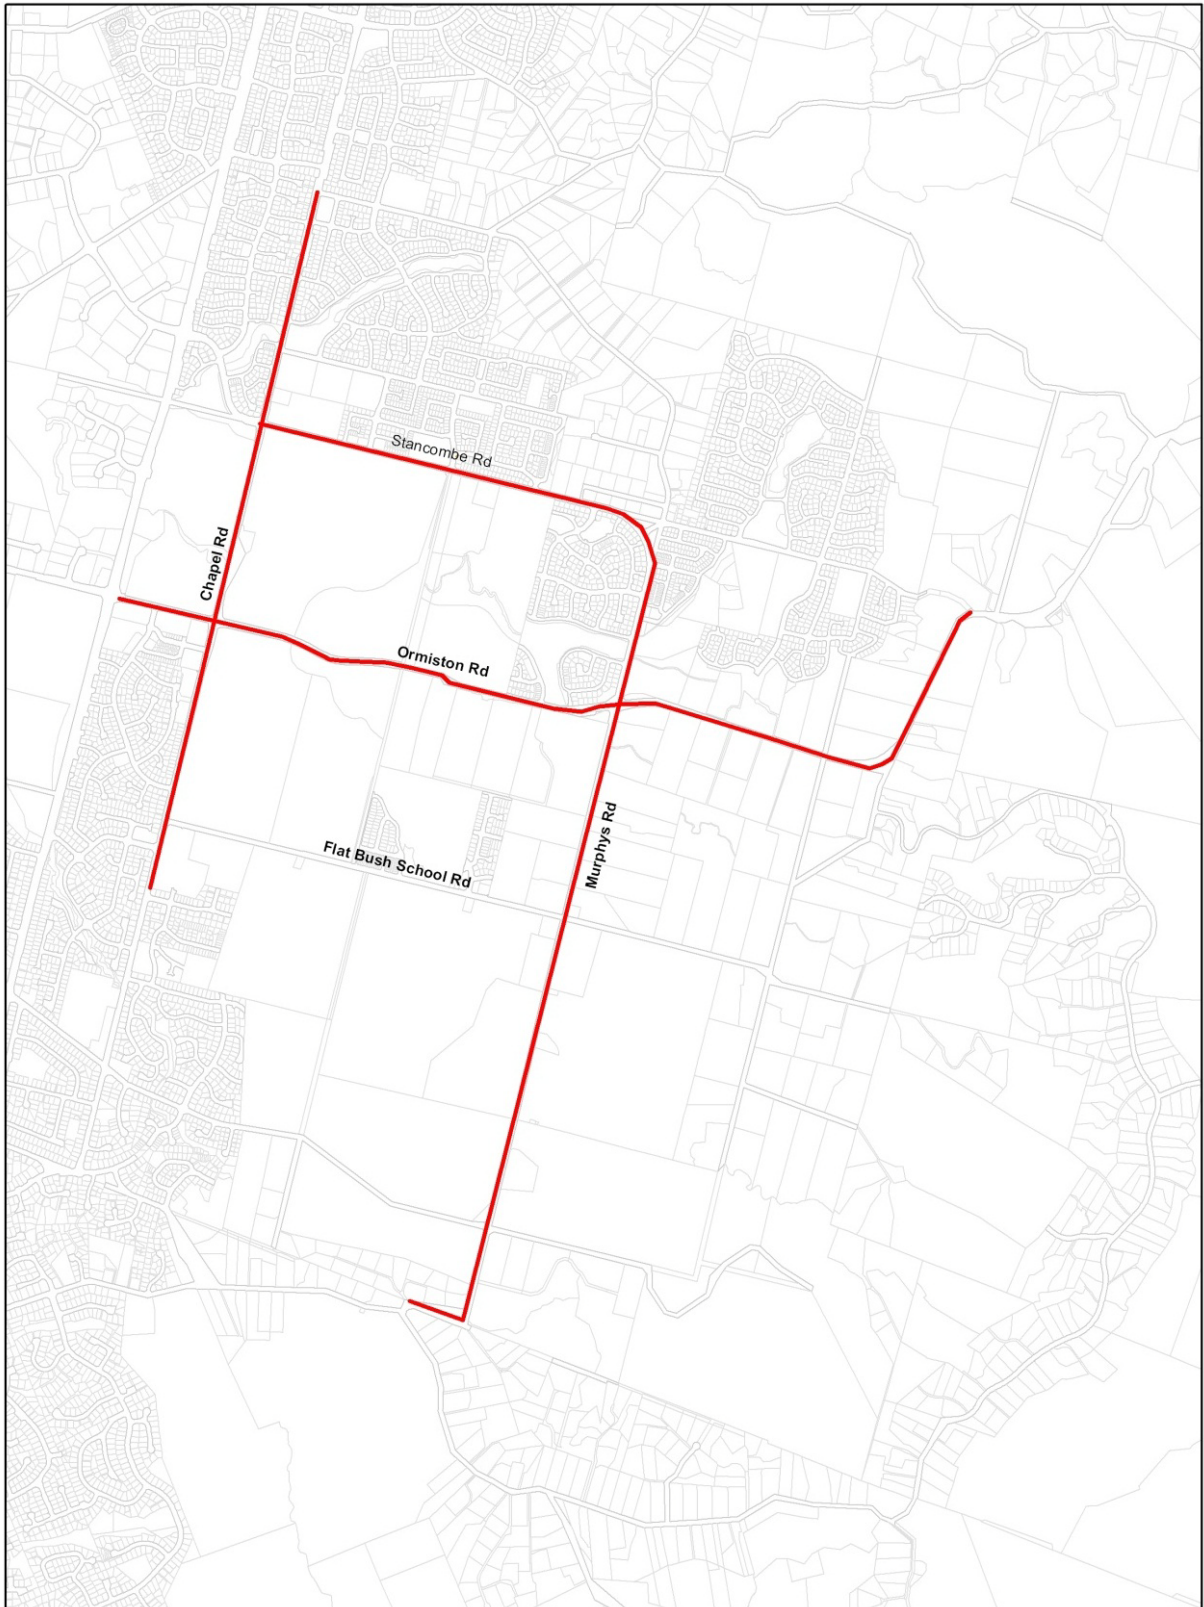 Stancombe Rd
Chapel Rd
Ormiston Rd
Murphys Rd
Flat Bush School Rd